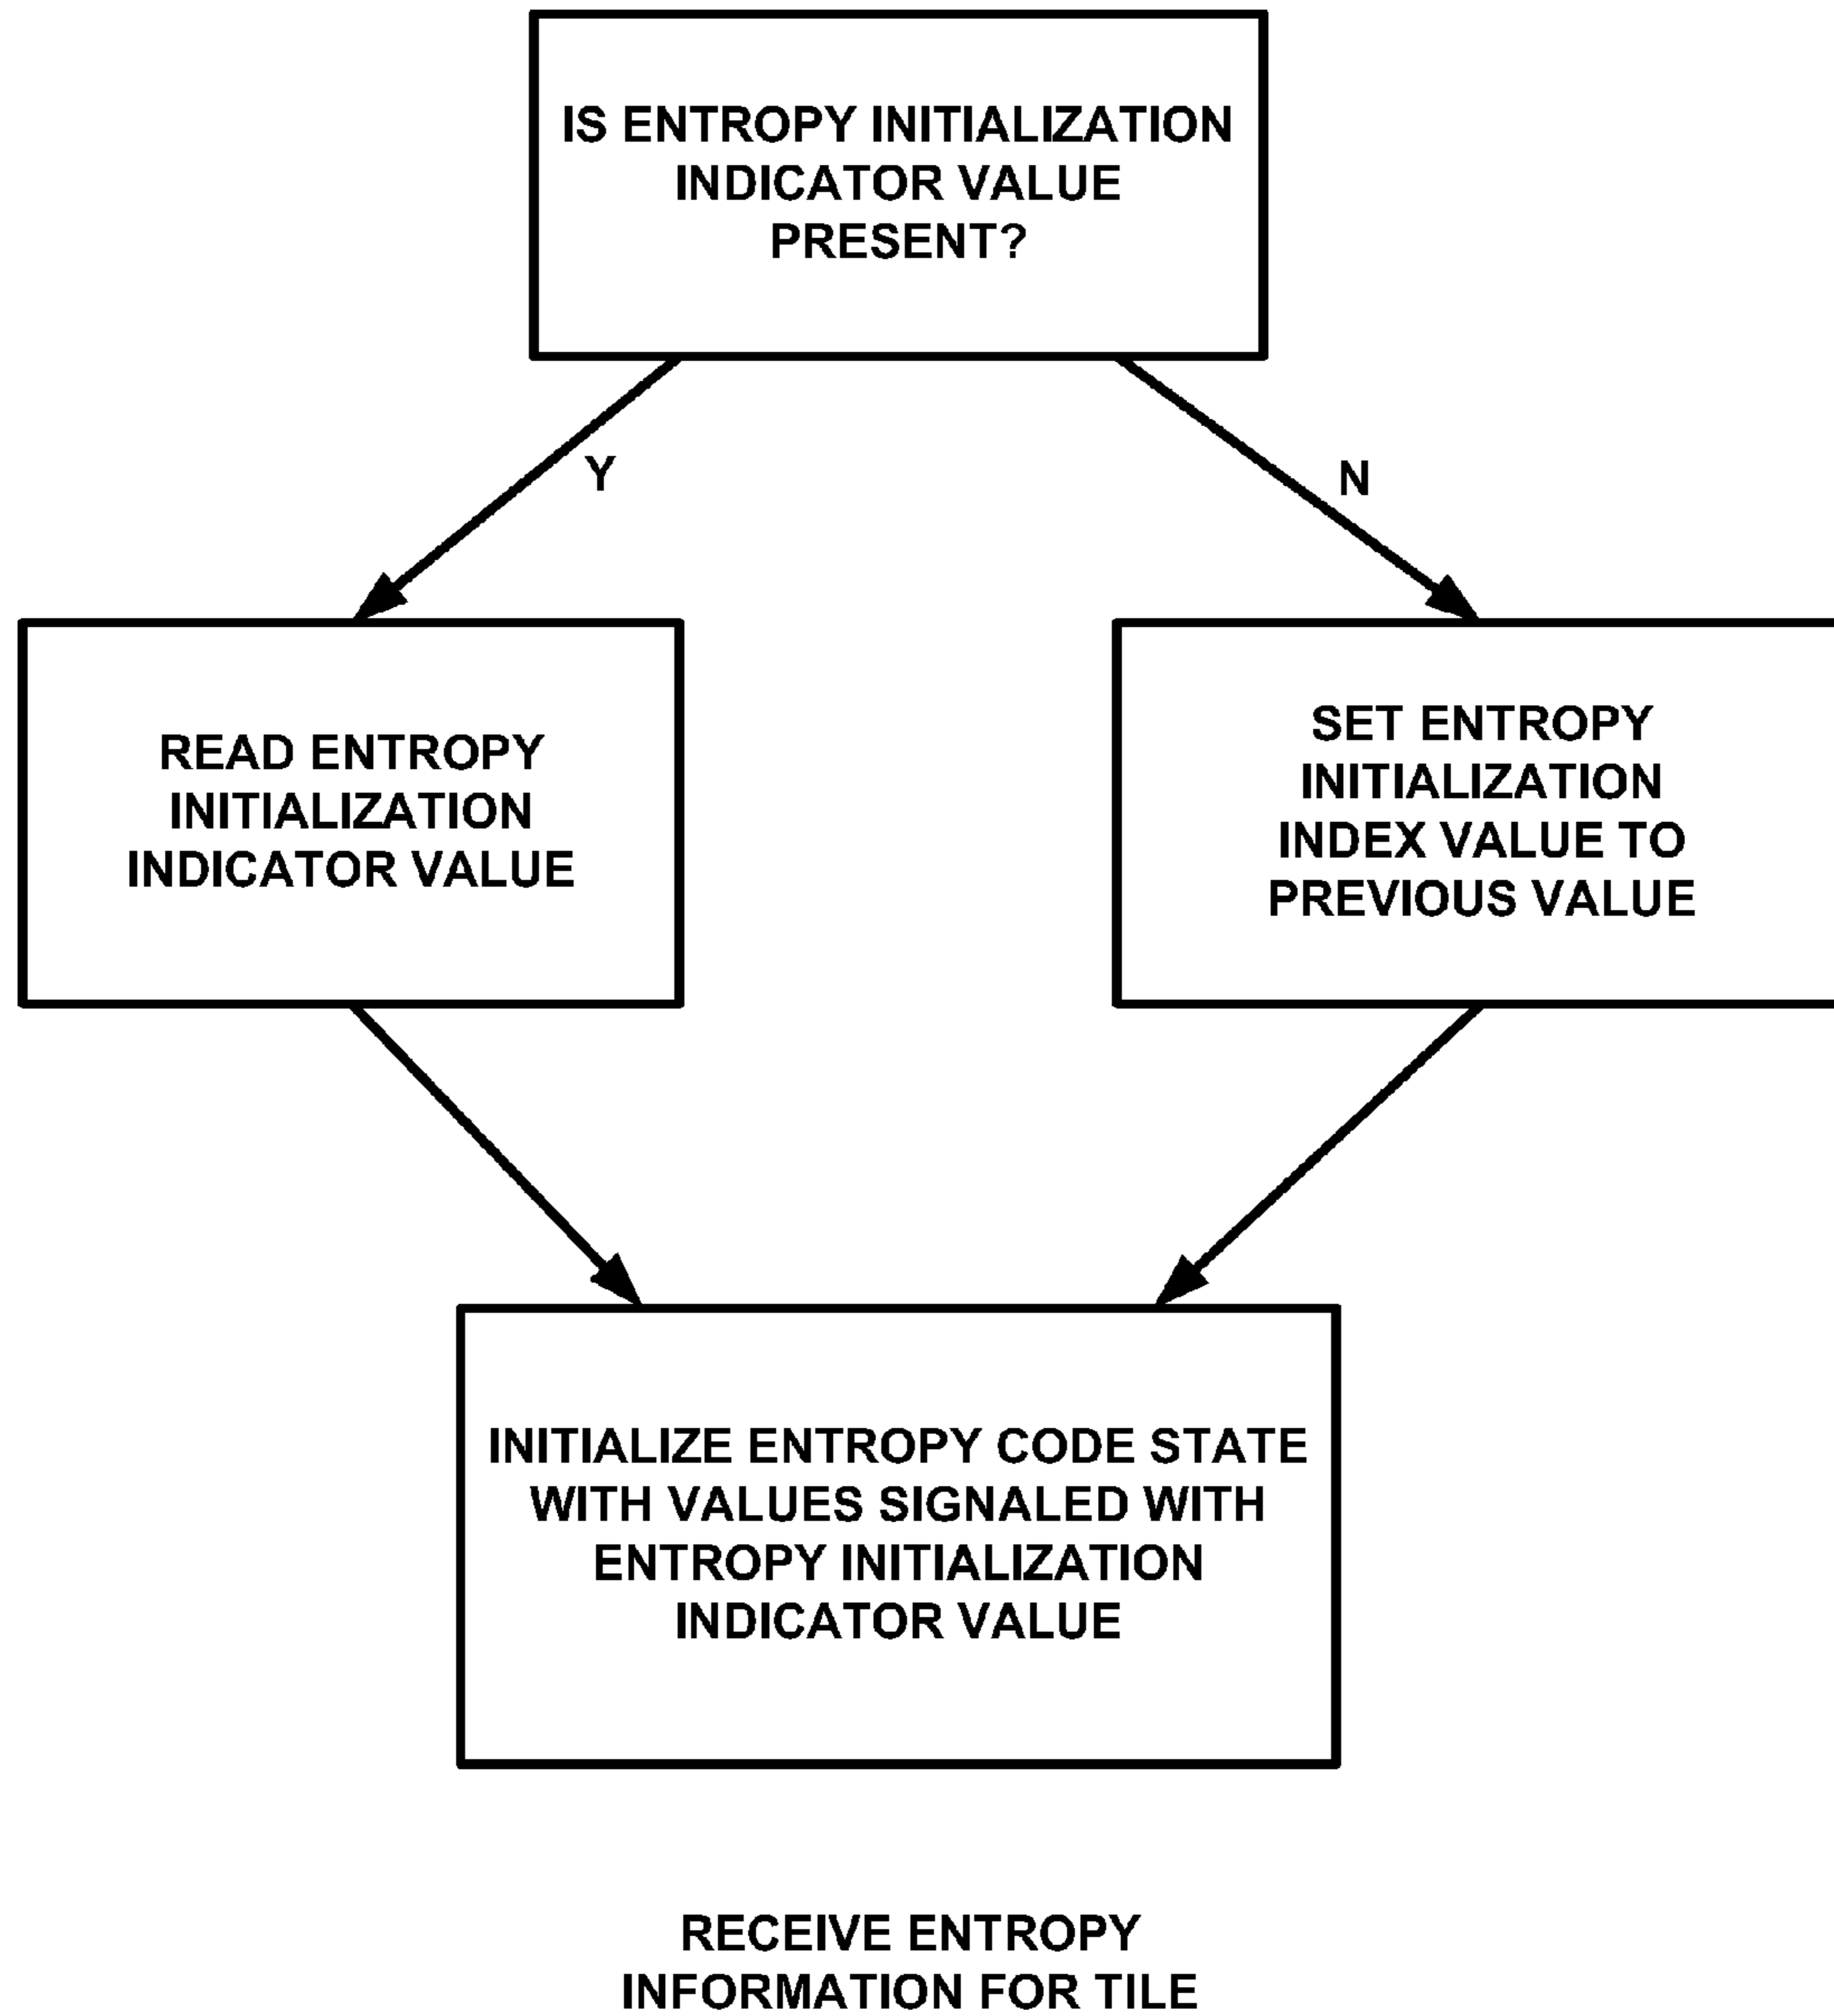 IS ENTROPY INITIALIZATION
INDICATOR VALUE
PRESENT?
Y
N
READ ENTROPY
INITIALIZATION
INDICATOR VALUE
SET ENTROPY
INITIALIZATION
INDEX VALUE TO
PREVIOUS VALUE
INITIALIZE ENTROPY CODE STATE
WITH VALUES SIGNALED WITH
ENTROPY INITIALIZATION
INDICATOR VALUE
RECEIVE ENTROPY
INFORMATION FOR TILE